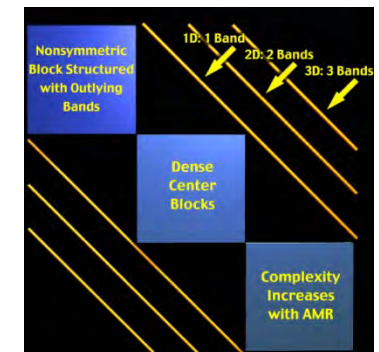 1D: 1 Band
2D: 2 Bands
3D: 3 Bands
Nonsymmetric
Block Structured
with Outlying
Bands
Dense
Center
Blocks
Complexity
Increases
with AMR